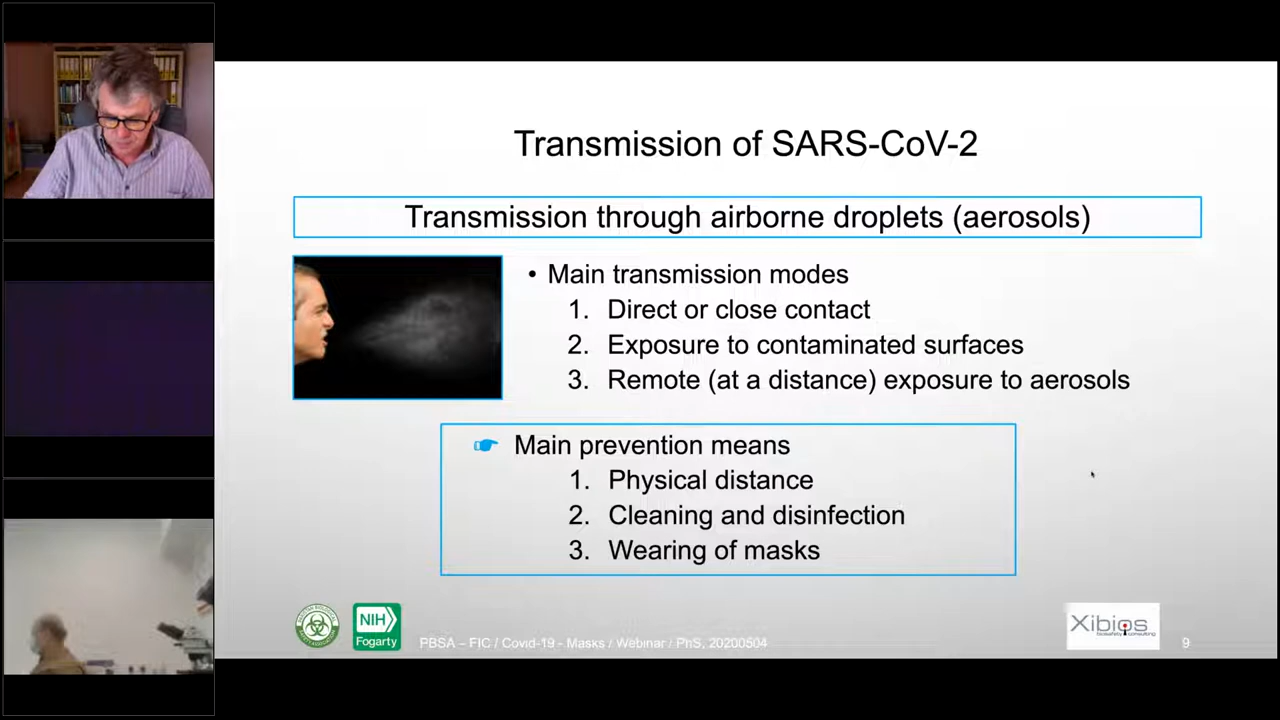 Transmission of SARS-CoV-2
Transmission through airborne droplets (aerosols)
• Main transmission modes
1. Direct or close contact
2. Exposure to contaminated surfaces
3. Remote (at a distance) exposure to aerosols
☛ Main prevention means
1. Physical distance
2. Cleaning and disinfection
3. Wearing of masks
NIH
Fogarty
PBSA – FIC / Covid-19 - Masks / Webinar / PhS, 20200504
Xibios
biosafety consulting
9